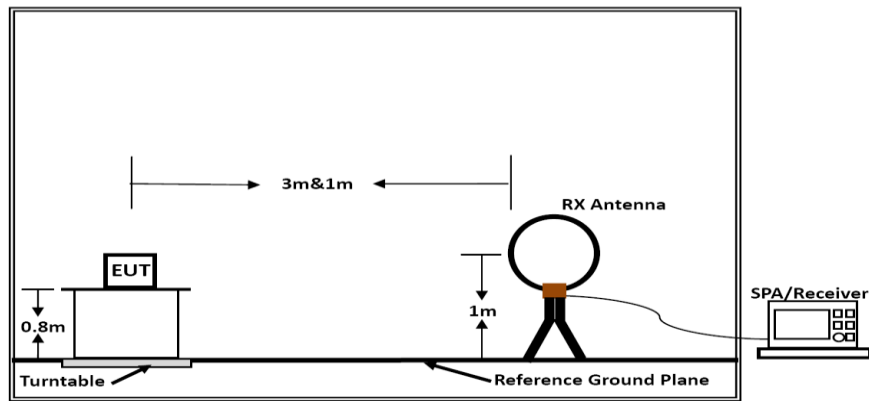 3m&1m
RX Antenna
EUT
SPA/Receiver
0.8m
1m
Turntable
Reference Ground Plane